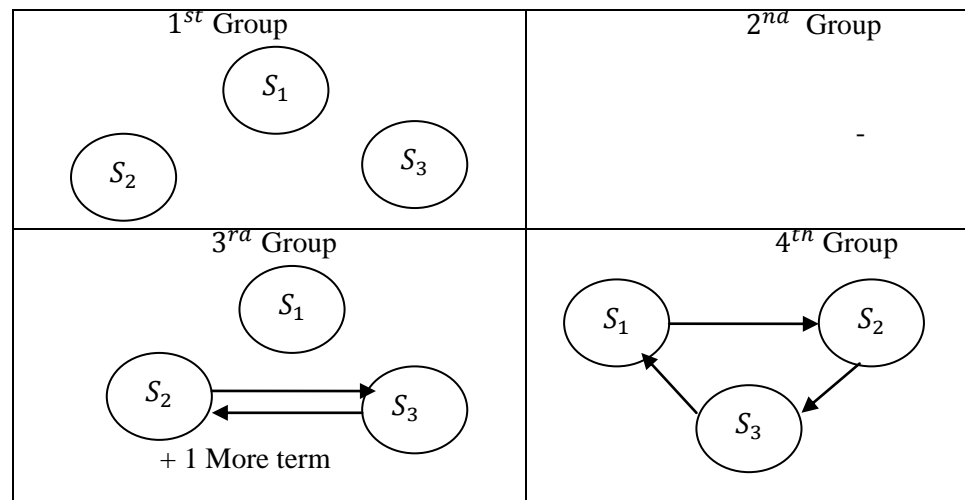 1st Group
S1
S2
S3
2nd Group
-
3rd Group
S1
S2
S3
+ 1 More term
4th Group
S1
S2
S3